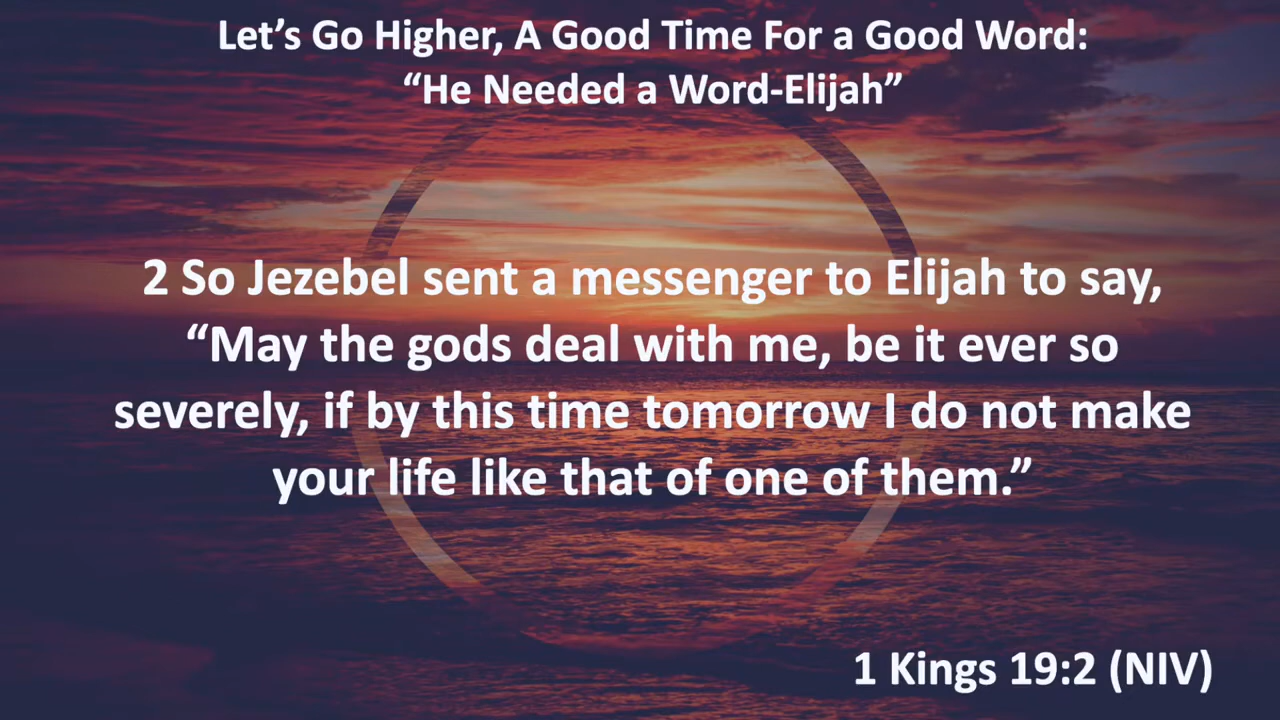 Let’s Go Higher, A Good Time For a Good Word:
“He Needed a Word-Elijah”
2 So Jezebel sent a messenger to Elijah to say,
“May the gods deal with me, be it ever so
severely, if by this time tomorrow I do not make
your life like that of one of them.”
1 Kings 19:2 (NIV)